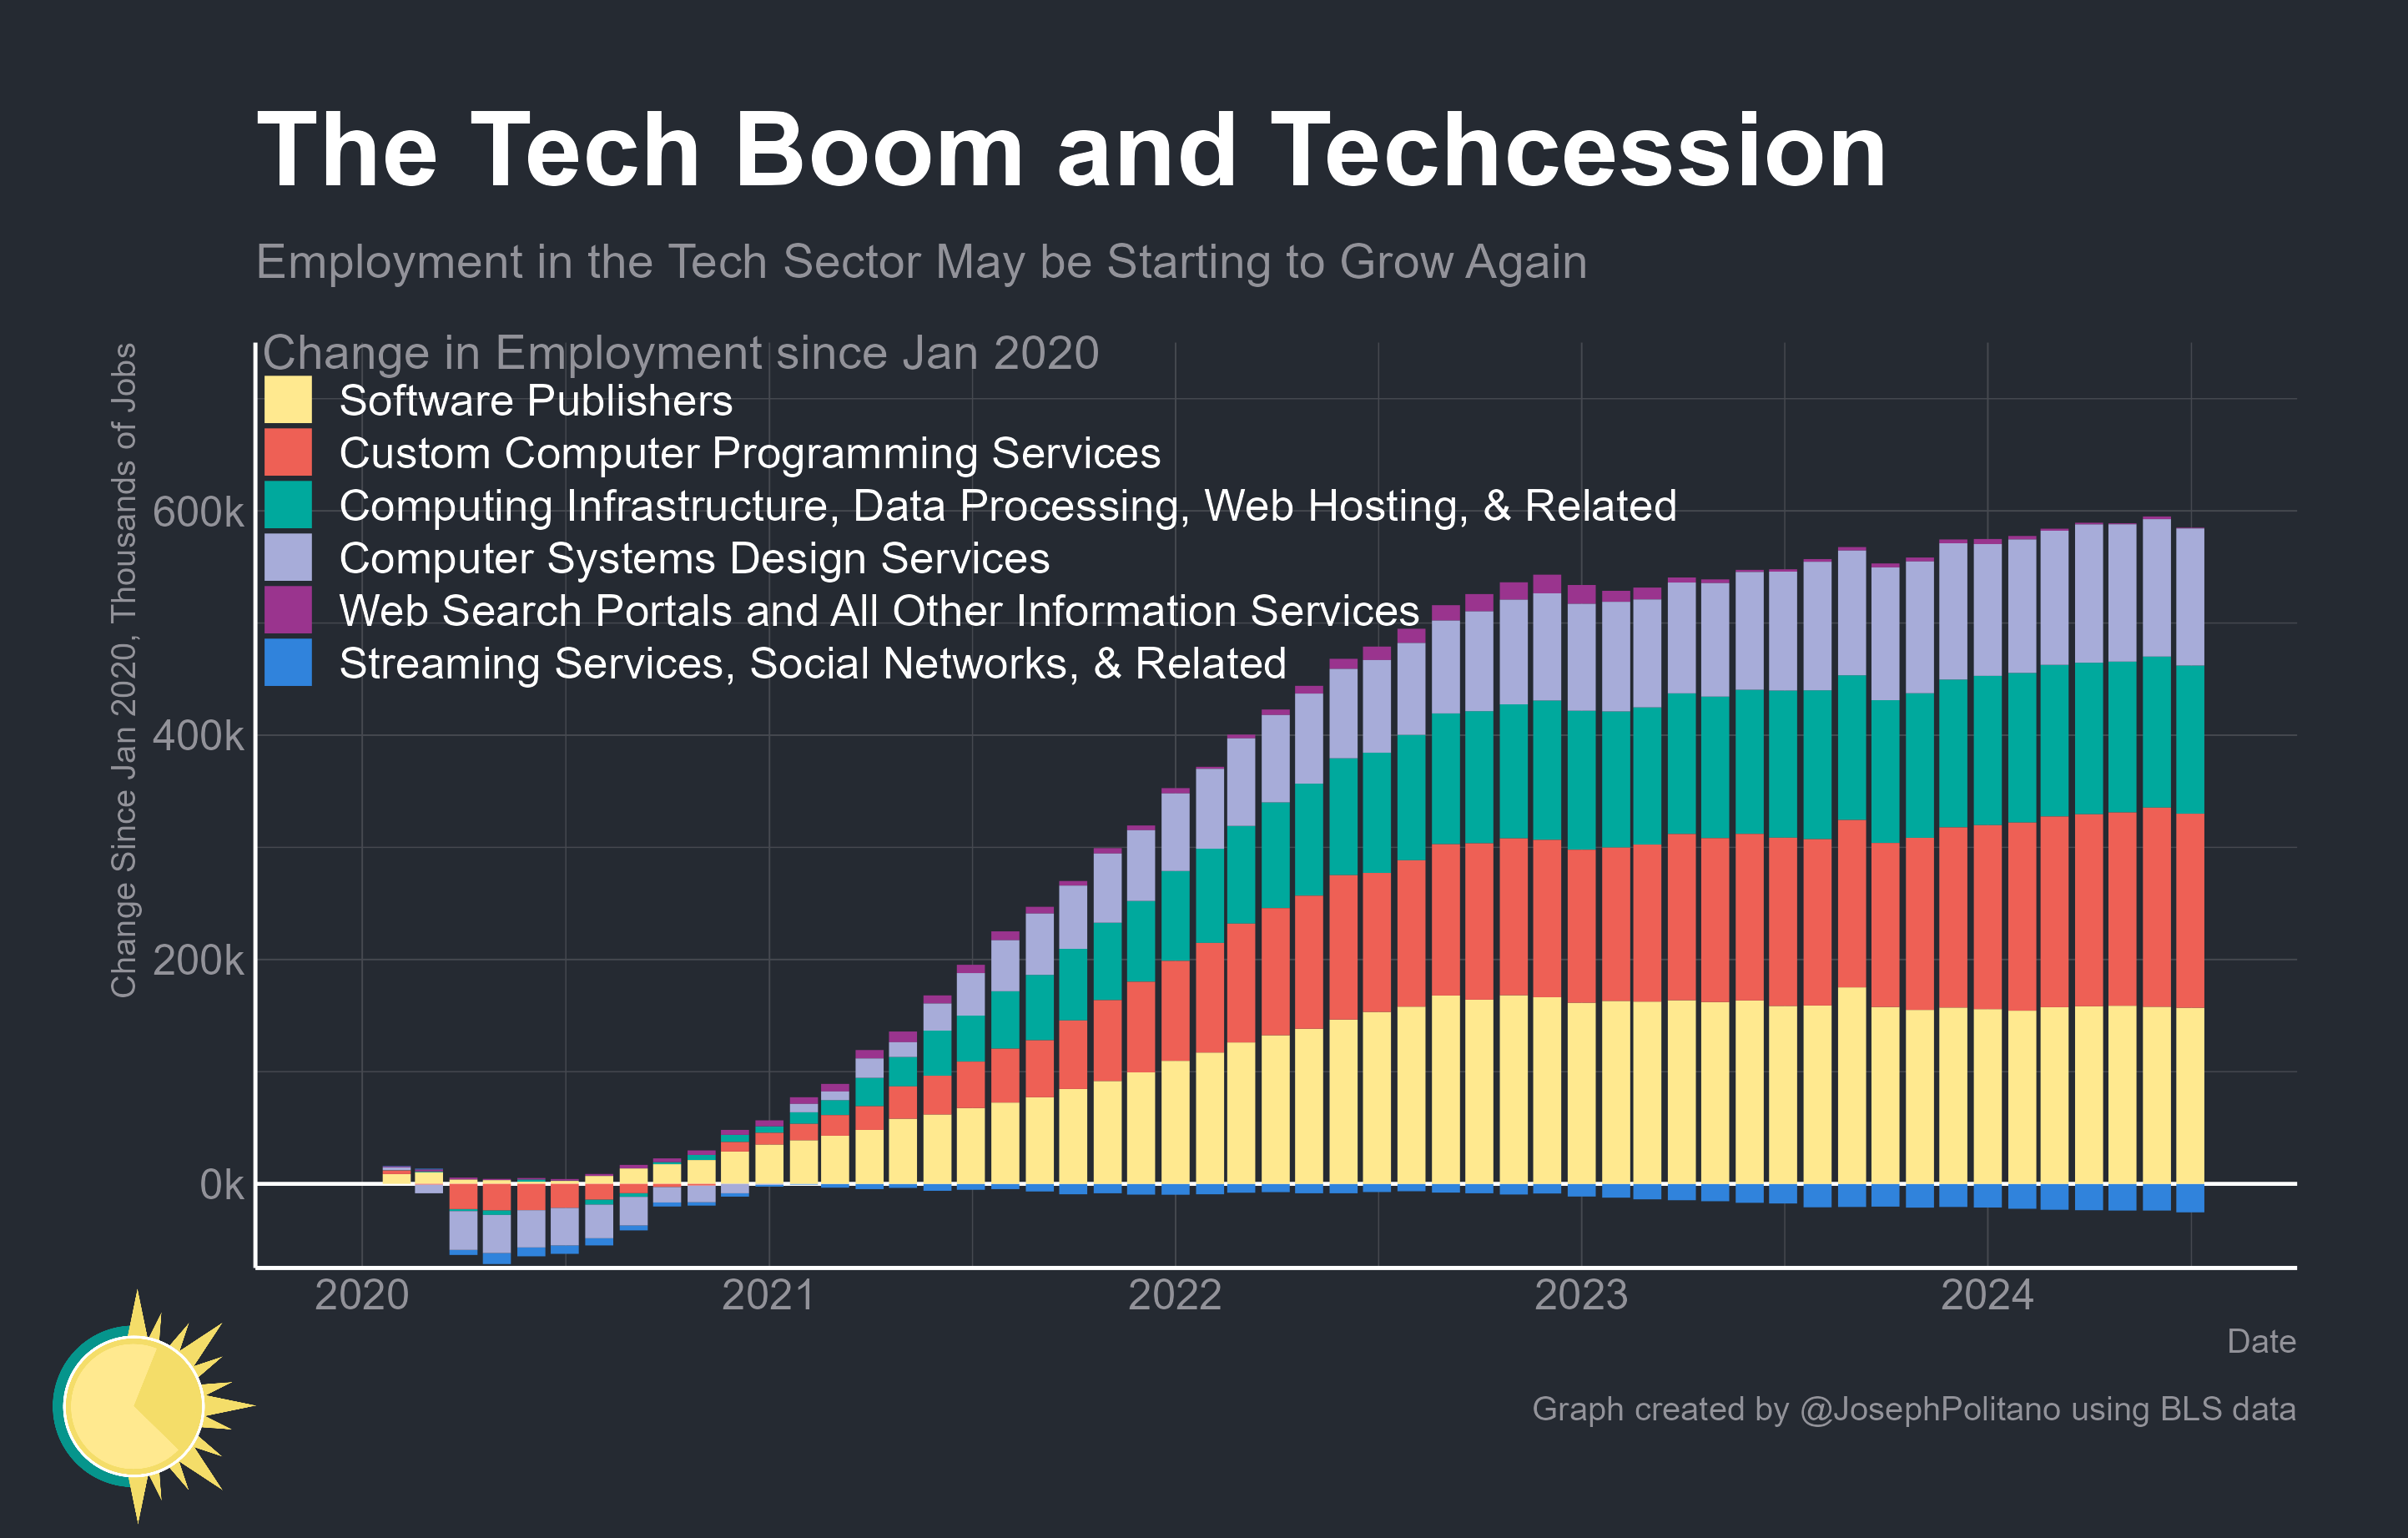 The Tech Boom and Techcession
Employment in the Tech Sector May be Starting to Grow Again
Change in Employment since Jan 2020
Software Publishers
Custom Computer Programming Services
Computing Infrastructure, Data Processing, Web Hosting, & Related
Computer Systems Design Services
Web Search Portals and All Other Information Services
Streaming Services, Social Networks, & Related
Change Since Jan 2020, Thousands of Jobs
600k
400k
200k
0k
2020 2021 2022 2023 2024
Date
Graph created by @JosephPolitano using BLS data